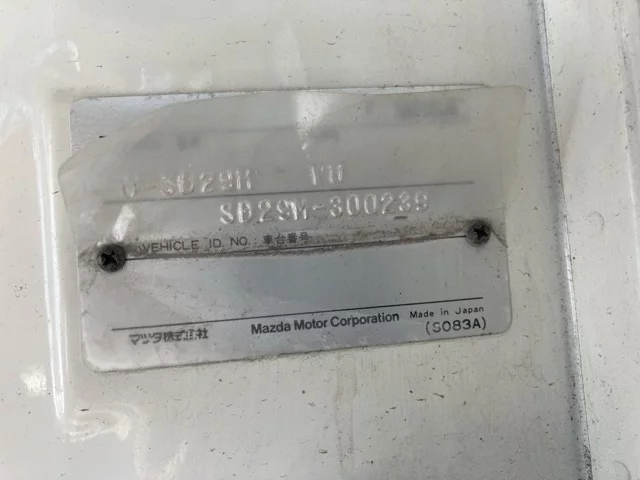 SD29M-300239
VEHICLE ID. NO. 車台番号
マツダ株式会社 Mazda Motor Corporation Made in Japan
(S083A)